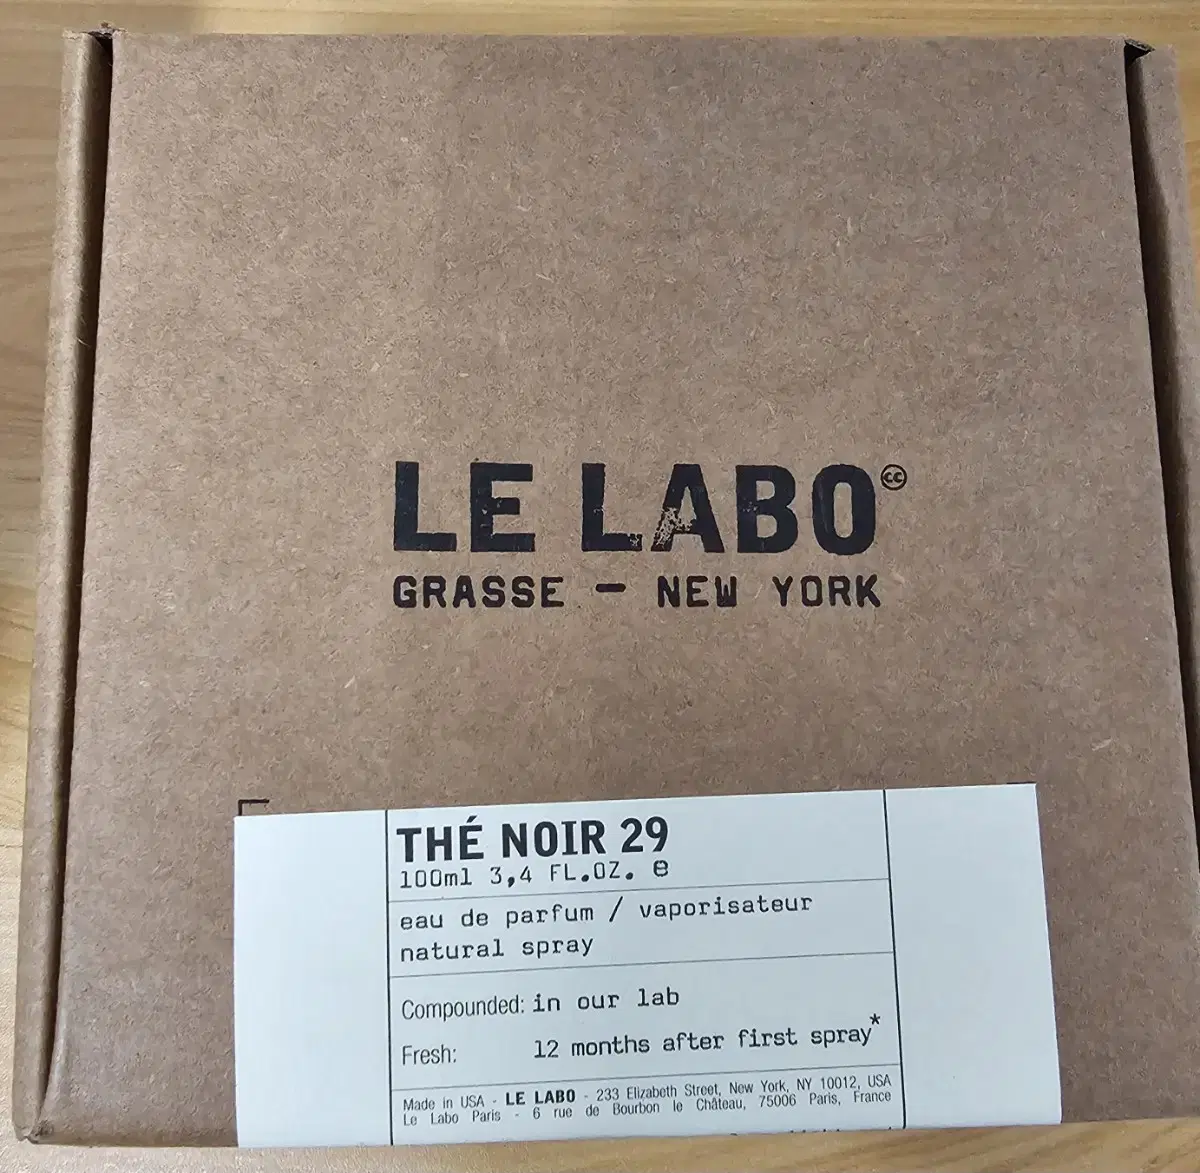 LE LABO
GRASSE - NEW YORK
THÉ NOIR 29
100ml 3,4 FL.OZ. e
eau de parfum / vaporisateur
natural spray
Compounded: in our lab
Fresh: 12 months after first spray*
Made in USA - LE LABO - 233 Elizabeth Street, New York, NY 10012, USA
Le Labo Paris - 6 rue de Bourbon le Château, 75006 Paris, France